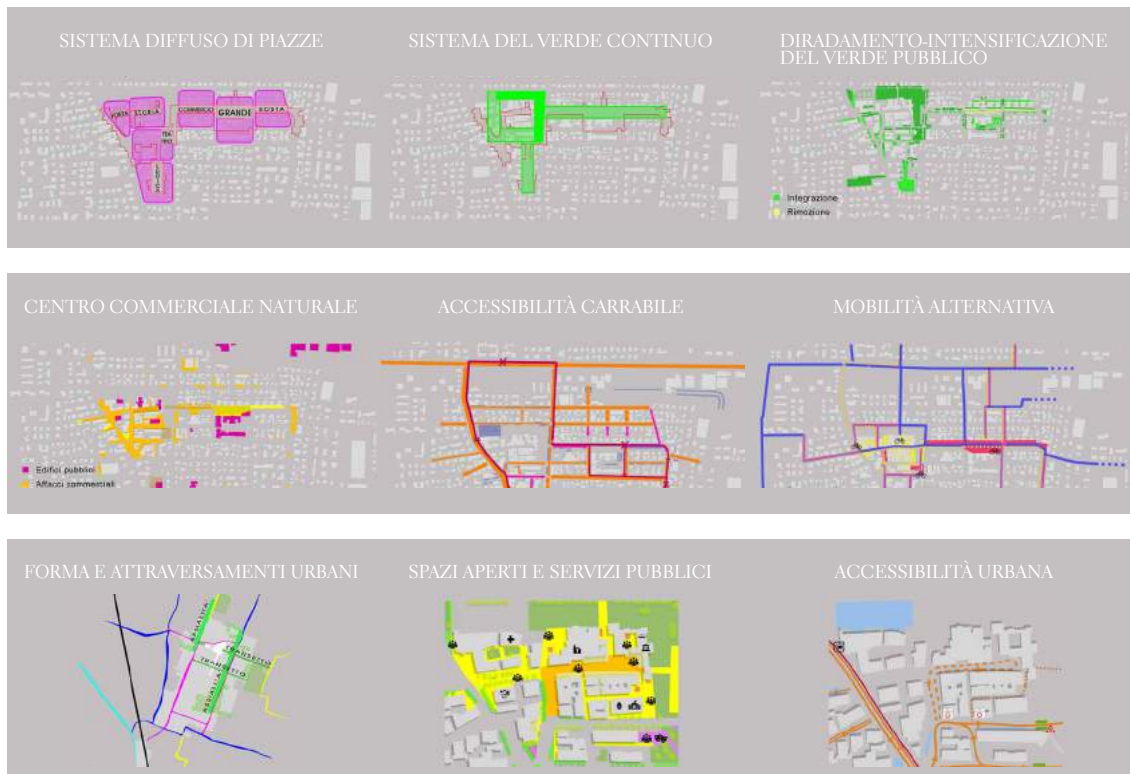 SISTEMA DIFFUSO DI PIAZZE
SISTEMA DEL VERDE CONTINUO
DIRADAMENTO-INTENSIFICAZIONE
DEL VERDE PUBBLICO
PORTA
STORIA
COMMERCIO
GRANDE
SOSTA
Integrazione
Rimozione
CENTRO COMMERCIALE NATURALE
ACCESSIBILITÀ CARRABILE
MOBILITÀ ALTERNATIVA
Edifici pubblici
Affacci commerciali
FORMA E ATTRAVERSAMENTI URBANI
SPAZI APERTI E SERVIZI PUBBLICI
ACCESSIBILITÀ URBANA
TRANSETTO
TRANSETTO